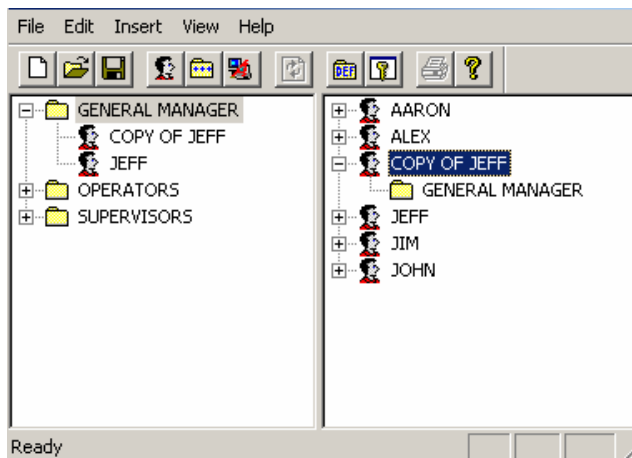 File Edit Insert View Help
DEF
GENERAL MANAGER
COPY OF JEFF
JEFF
OPERATORS
SUPERVISORS
AARON
ALEX
COPY OF JEFF
GENERAL MANAGER
JEFF
JIM
JOHN
Ready